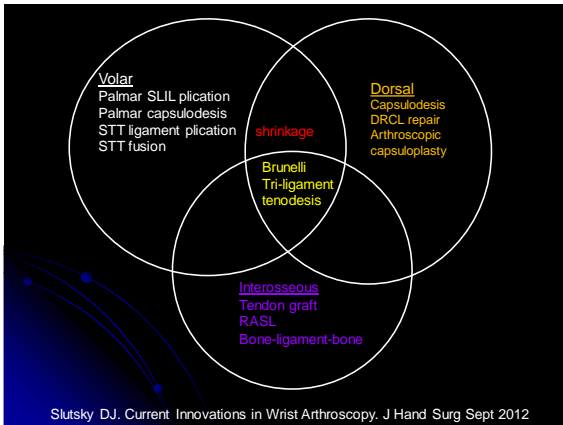 Volar
Palmar SLIL plication
Palmar capsulodesis
STT ligament plication
STT fusion
shrinkage
Dorsal
Capsulodesis
DRCL repair
Arthroscopic
capsuloplasty
Brunelli
Tri-ligament
tenodesis
Interosseous
Tendon graft
RASL
Bone-ligament-bone
Slutsky DJ. Current Innovations in Wrist Arthroscopy. J Hand Surg Sept 2012